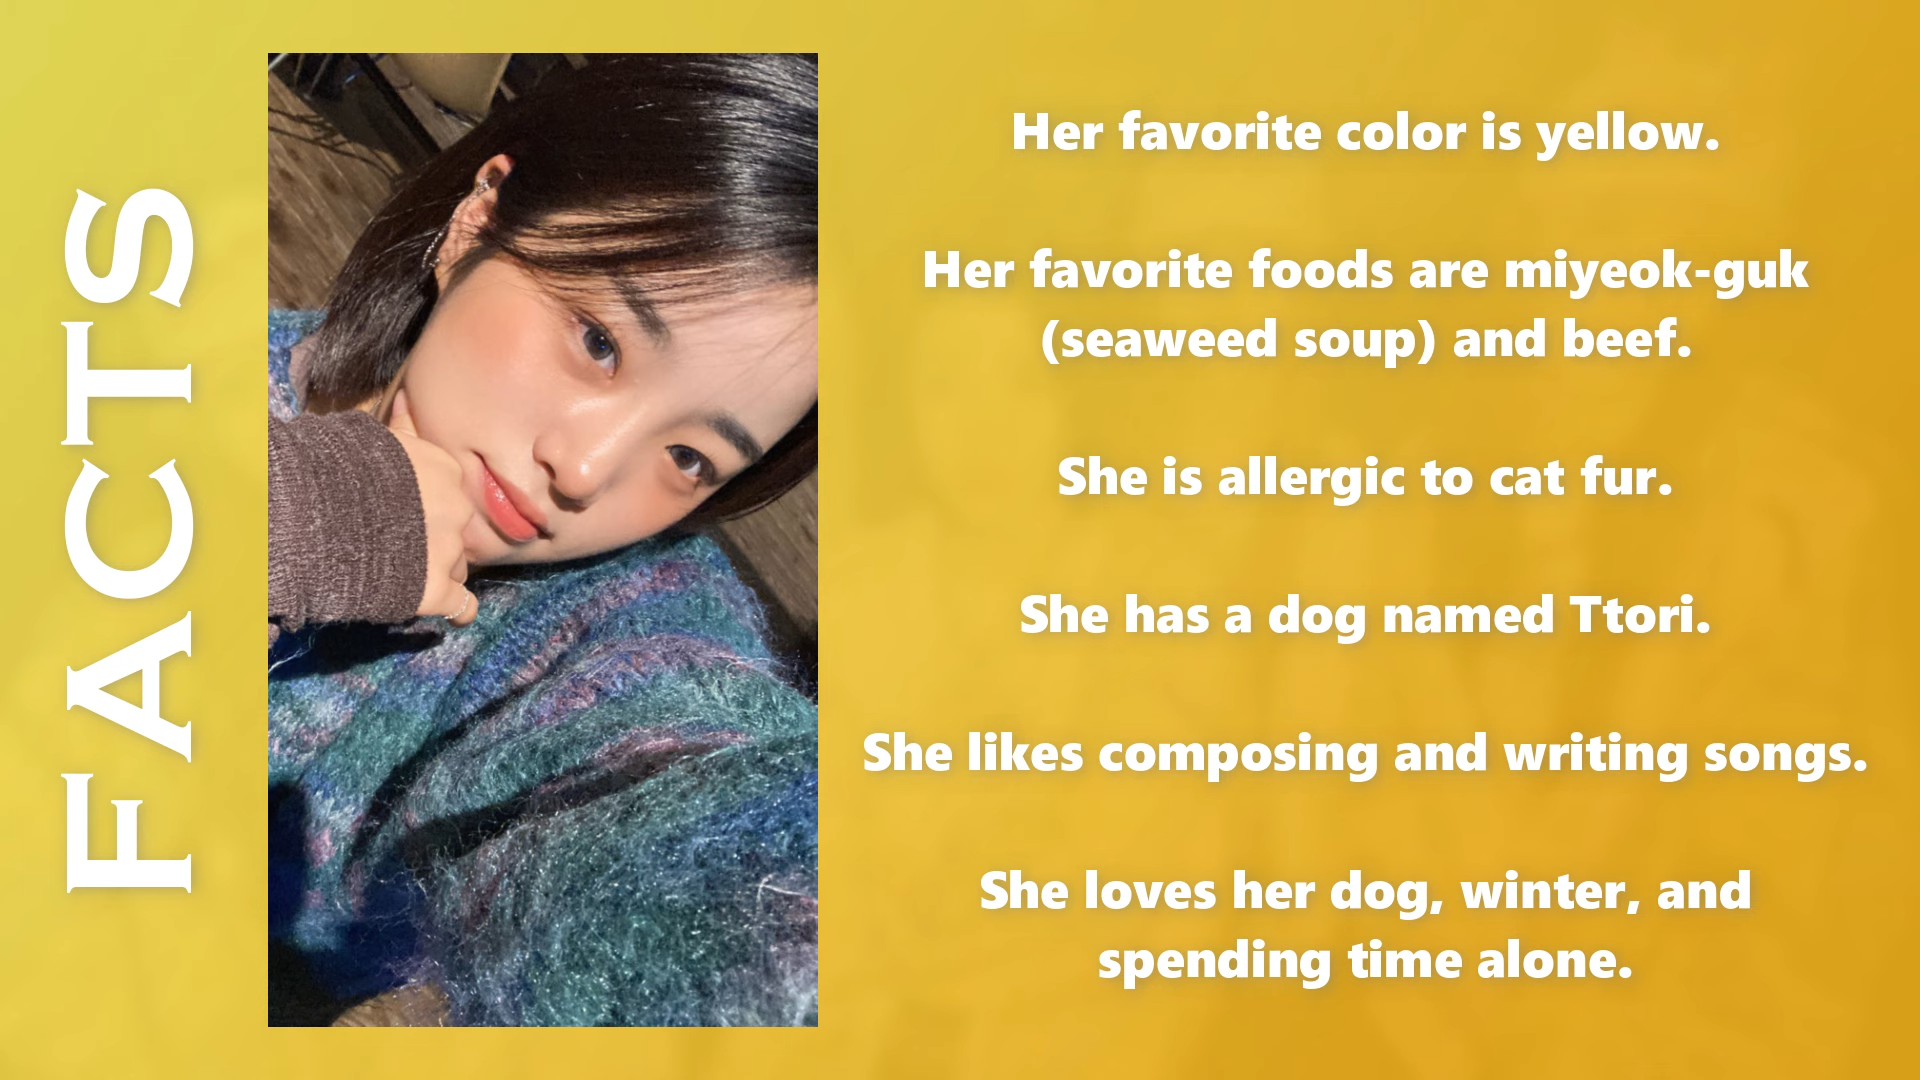 FACTS
Her favorite color is yellow.
Her favorite foods are miyeok-guk
(seaweed soup) and beef.
She is allergic to cat fur.
She has a dog named Ttori.
She likes composing and writing songs.
She loves her dog, winter, and
spending time alone.